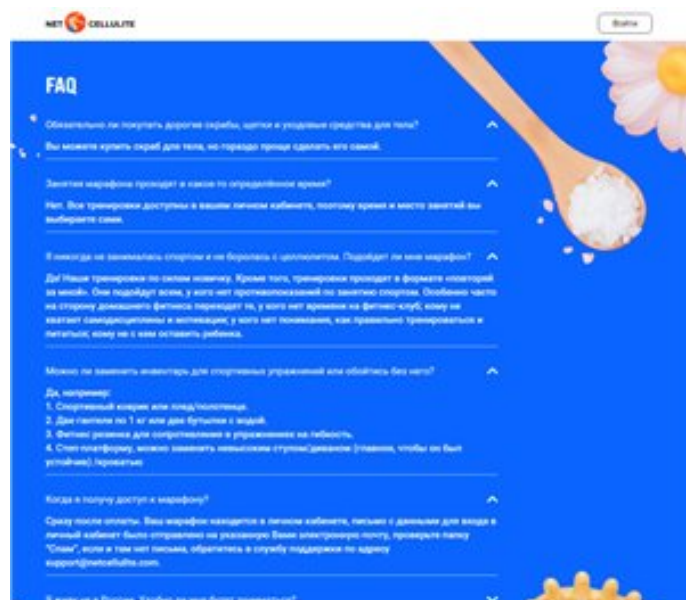 NET CELLULITE
Войти
FAQ
Обязательно ли покупать дорогие скрабы, щетки и уходовые средства для тела?
Вы можете купить скраб для тела, но гораздо проще сделать его самой.
Занятия марафона проходят в какое-то определённое время?
Нет. Все тренировки доступны в вашем личном кабинете, поэтому время и место занятий вы
выбираете сами.
Я никогда не занималась спортом и не боролась с целлюлитом. Подойдет ли мне марафон?
Да! Наши тренировки по силам новичку. Кроме того, тренировки проходят в формате «повторяй
за мной». Они подойдут всем, у кого нет противопоказаний по занятию спортом. Особенно часто
на сторону домашнего фитнеса переходят те, у кого нет времени на фитнес-клуб; кому не
хватает самодисциплины и мотивации; у кого нет понимания, как правильно тренироваться и
питаться; кому не с кем оставить ребенка.
Можно ли заменить инвентарь для спортивных упражнений или обойтись без него?
Да, например:
1. Спортивный коврик или плед/полотенце.
2. Две гантели по 1 кг или две бутылки с водой.
3. Фитнес резинка для сопротивления в упражнениях на гибкость.
4. Степ-платформу, можно заменить невысоким стулом/диваном (главное, чтобы он был
устойчив) /кроватью
Когда я получу доступ к марафону?
Сразу после оплаты. Ваш марафон находится в личном кабинете, письмо с данными для входа в
личный кабинет было отправлено на указанную Вами электронную почту, проверьте папку
"Спам", если и там нет письма, обратитесь в службу поддержки по адресу
support@netcellulite.com.
Я живу не в России. Удобно ли мне будет заниматься?